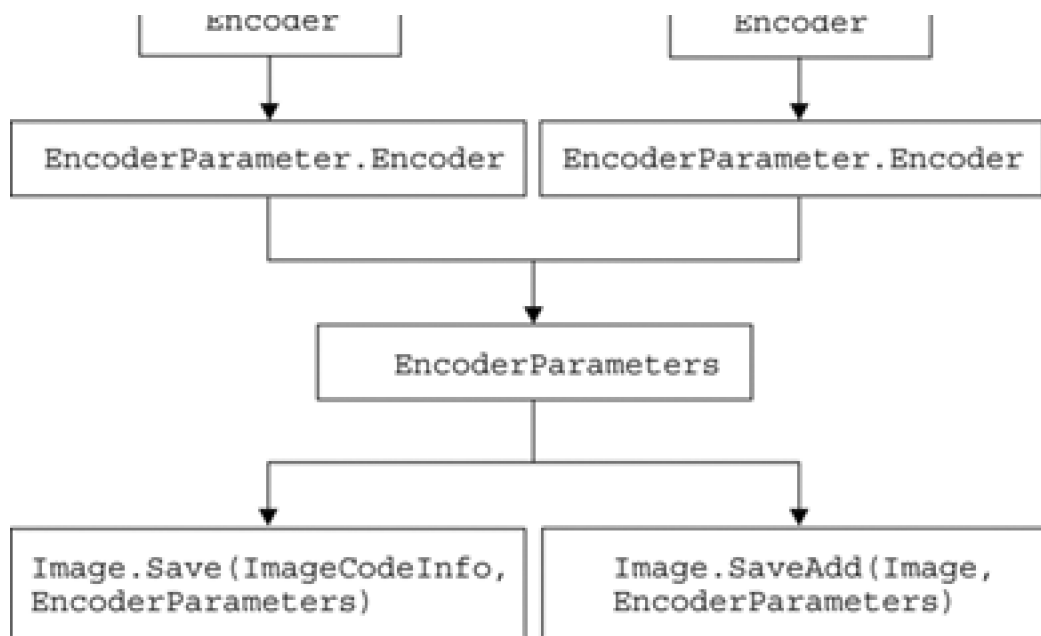 Encoder
Encoder
EncoderParameter.Encoder
EncoderParameter.Encoder
EncoderParameters
Image.Save(ImageCodeInfo,
EncoderParameters)
Image.SaveAdd(Image,
EncoderParameters)